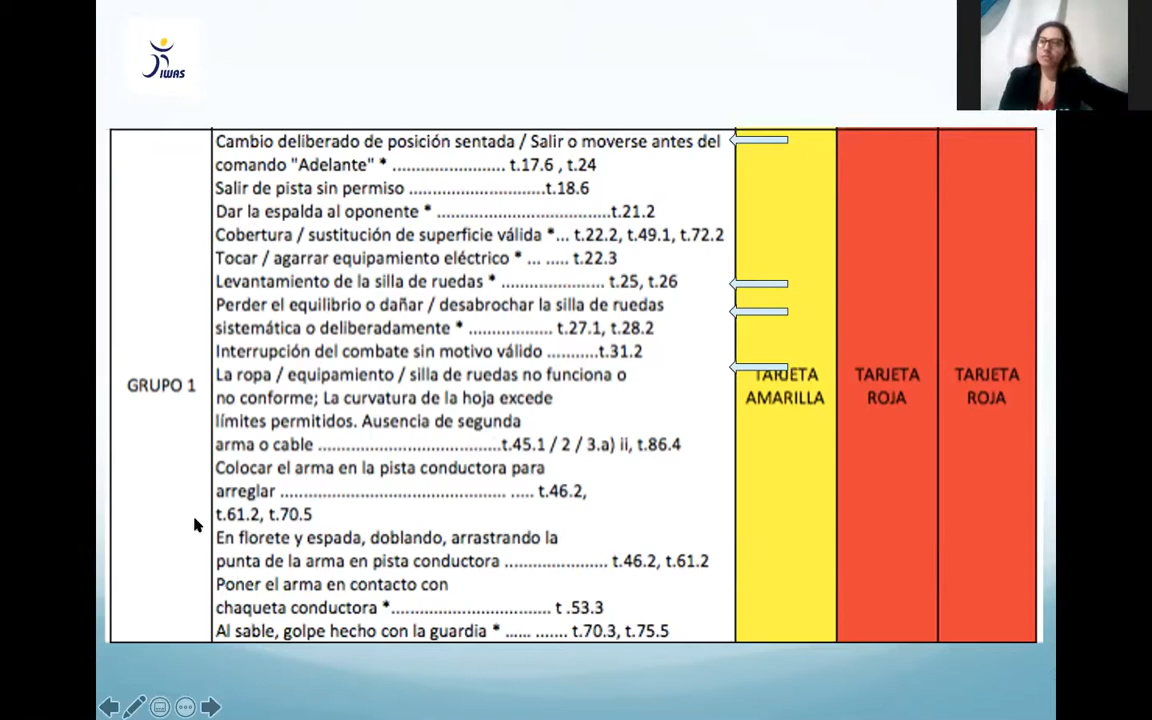 IWAS
Cambio deliberado de posición sentada / Salir o moverse antes del
comando "Adelante" * ........................ t.17.6 , t.24
Salir de pista sin permiso .............................t.18.6
Dar la espalda al oponente * .....................................t.21.2
Cobertura / sustitución de superficie válida *... t.22.2, t.49.1, t.72.2
Tocar / agarrar equipamiento eléctrico * ... ..... t.22.3
Levantamiento de la silla de ruedas * ...................... t.25, t.26
Perder el equilibrio o dañar / desabrochar la silla de ruedas
sistemática o deliberadamente * .................. t.27.1, t.28.2
Interrupción del combate sin motivo válido ...........t.31.2
La ropa / equipamiento / silla de ruedas no funciona o
no conforme; La curvatura de la hoja excede
límites permitidos. Ausencia de segunda
arma o cable .......................................t.45.1 / 2 / 3.a) ii, t.86.4
Colocar el arma en la pista conductora para
arreglar ................................................ ..... t.46.2,
t.61.2, t.70.5
En florete y espada, doblando, arrastrando la
punta de la arma en pista conductora ...................... t.46.2, t.61.2
Poner el arma en contacto con
chaqueta conductora *.................................. t .53.3
Al sable, golpe hecho con la guardia * ...... ....... t.70.3, t.75.5
GRUPO 1
TARJETA
AMARILLA
TARJETA
ROJA
TARJETA
ROJA